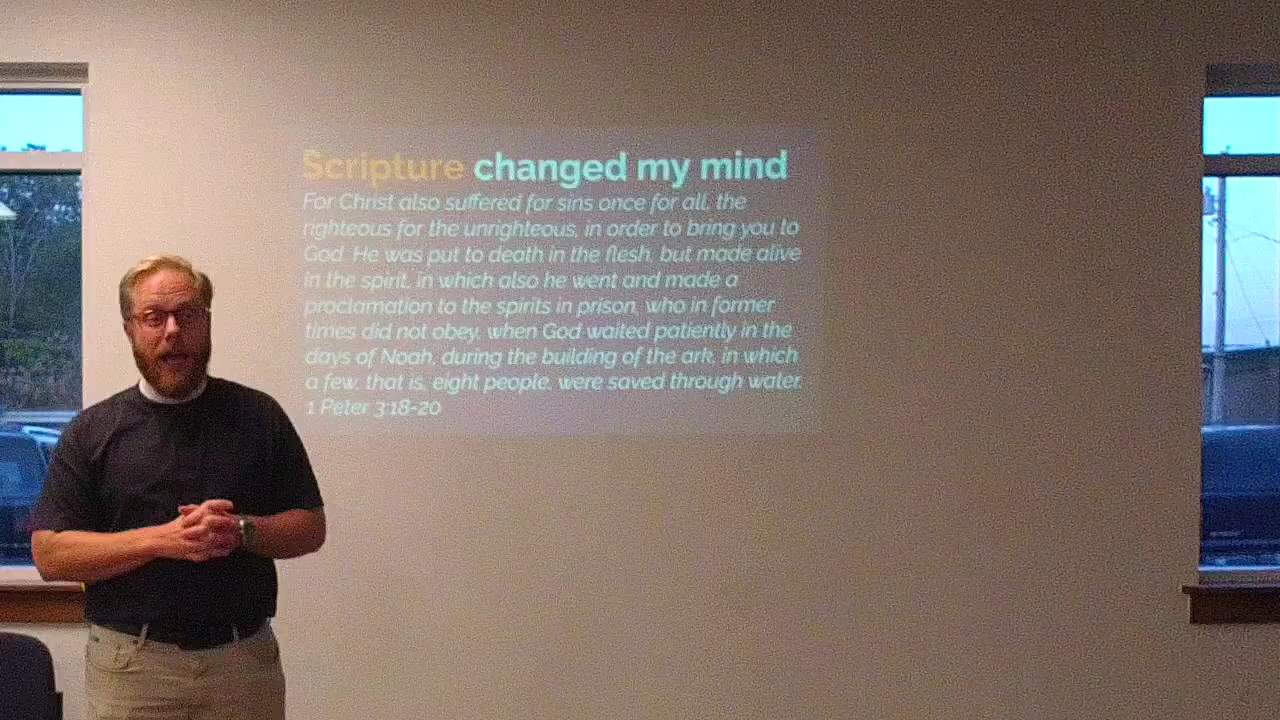 Scripture changed my mind
For Christ also suffered for sins once for all, the
righteous for the unrighteous, in order to bring you to
God. He was put to death in the flesh, but made alive
in the spirit, in which also he went and made a
proclamation to the spirits in prison, who in former
times did not obey, when God waited patiently in the
days of Noah, during the building of the ark, in which
a few, that is, eight people, were saved through water.
1 Peter 3:18-20